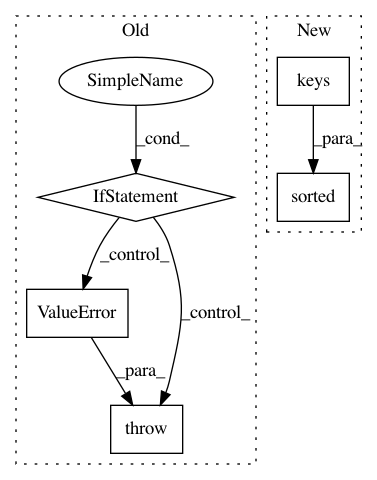 Old
New
SimpleName
keys
_cond_
_para_
IfStatement
sorted
_control_
_control_
ValueError
_para_
throw